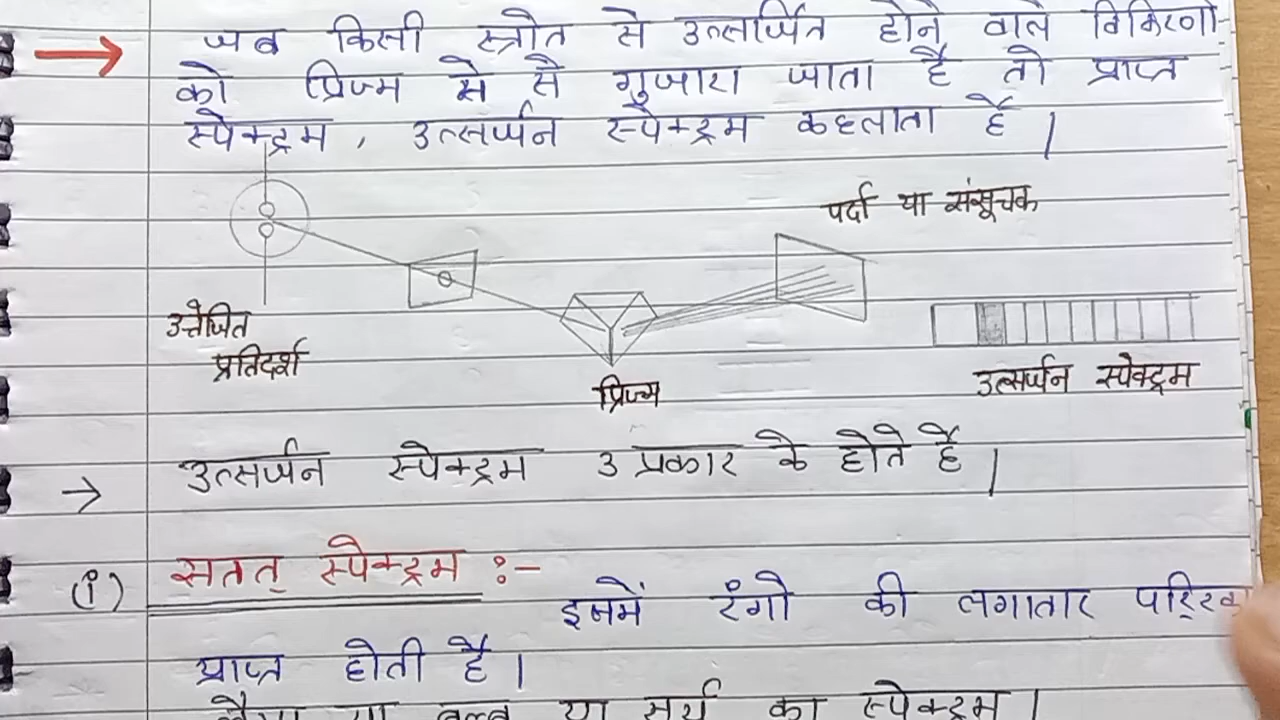 जब किसी स्त्रोत से उत्सर्जित होने वाले विकिरणो
को प्रिज्म मे से गुजारा जाता है तो प्राप्त
स्पेक्ट्रम, उत्सर्जन स्पेक्ट्रम कहलाता है |
पर्दा या संसूचक
उत्तेजित
प्रतिदर्श
प्रिज्म
उत्सर्जन स्पेक्ट्रम
→ उत्सर्जन स्पेक्ट्रम 3 प्रकार के होते है |
(i) सतत् स्पेक्ट्रम :-
इनमें रंगो की लगातार
प्राप्त होती है |
या बल्ब या सूर्य का स्पेक्ट्रम |